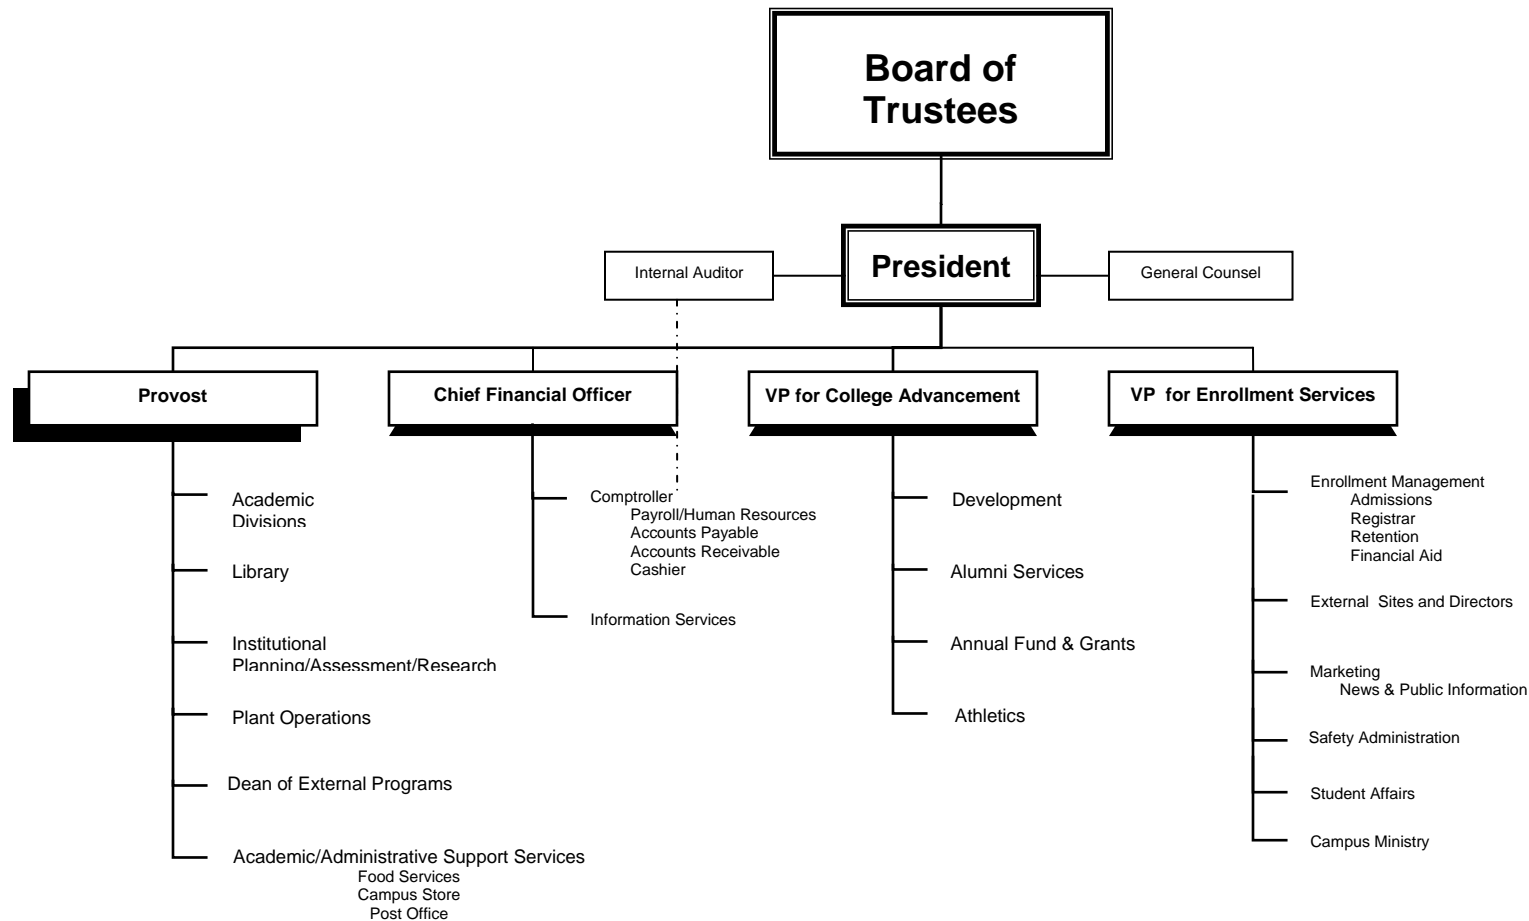 Board of
Trustees
Internal Auditor
President
General Counsel
Provost
Chief Financial Officer
VP for College Advancement
VP for Enrollment Services
Academic
Divisions
Library
Institutional
Planning/Assessment/Research
Plant Operations
Dean of External Programs
Academic/Administrative Support Services
Food Services
Campus Store
Post Office
Comptroller
Payroll/Human Resources
Accounts Payable
Accounts Receivable
Cashier
Information Services
Development
Alumni Services
Annual Fund & Grants
Athletics
Enrollment Management
Admissions
Registrar
Retention
Financial Aid
External Sites and Directors
Marketing
News & Public Information
Safety Administration
Student Affairs
Campus Ministry